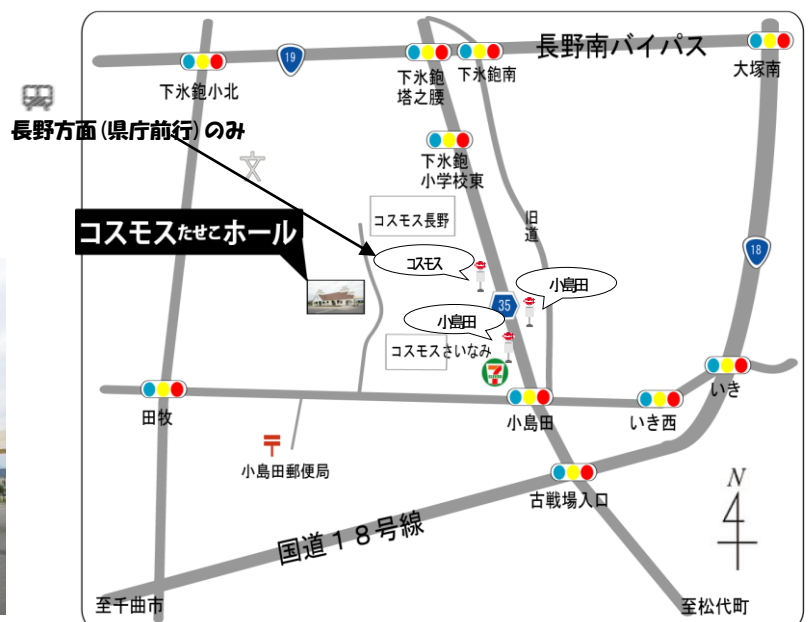 19
長野南バイパス
大塚南
下氷鉋小北
下氷鉋
塔之腰
下氷鉋南
長野方面(県庁前行)のみ
下氷鉋
小学校東
コスモスたせこホール
コスモス長野
旧道
コスモス
18
小島田
35
小島田
コスモスさいなみ
7
いき
田牧
小島田
いき西
小島田郵便局
古戦場入口
N
国道18号線
至千曲市
至松代町